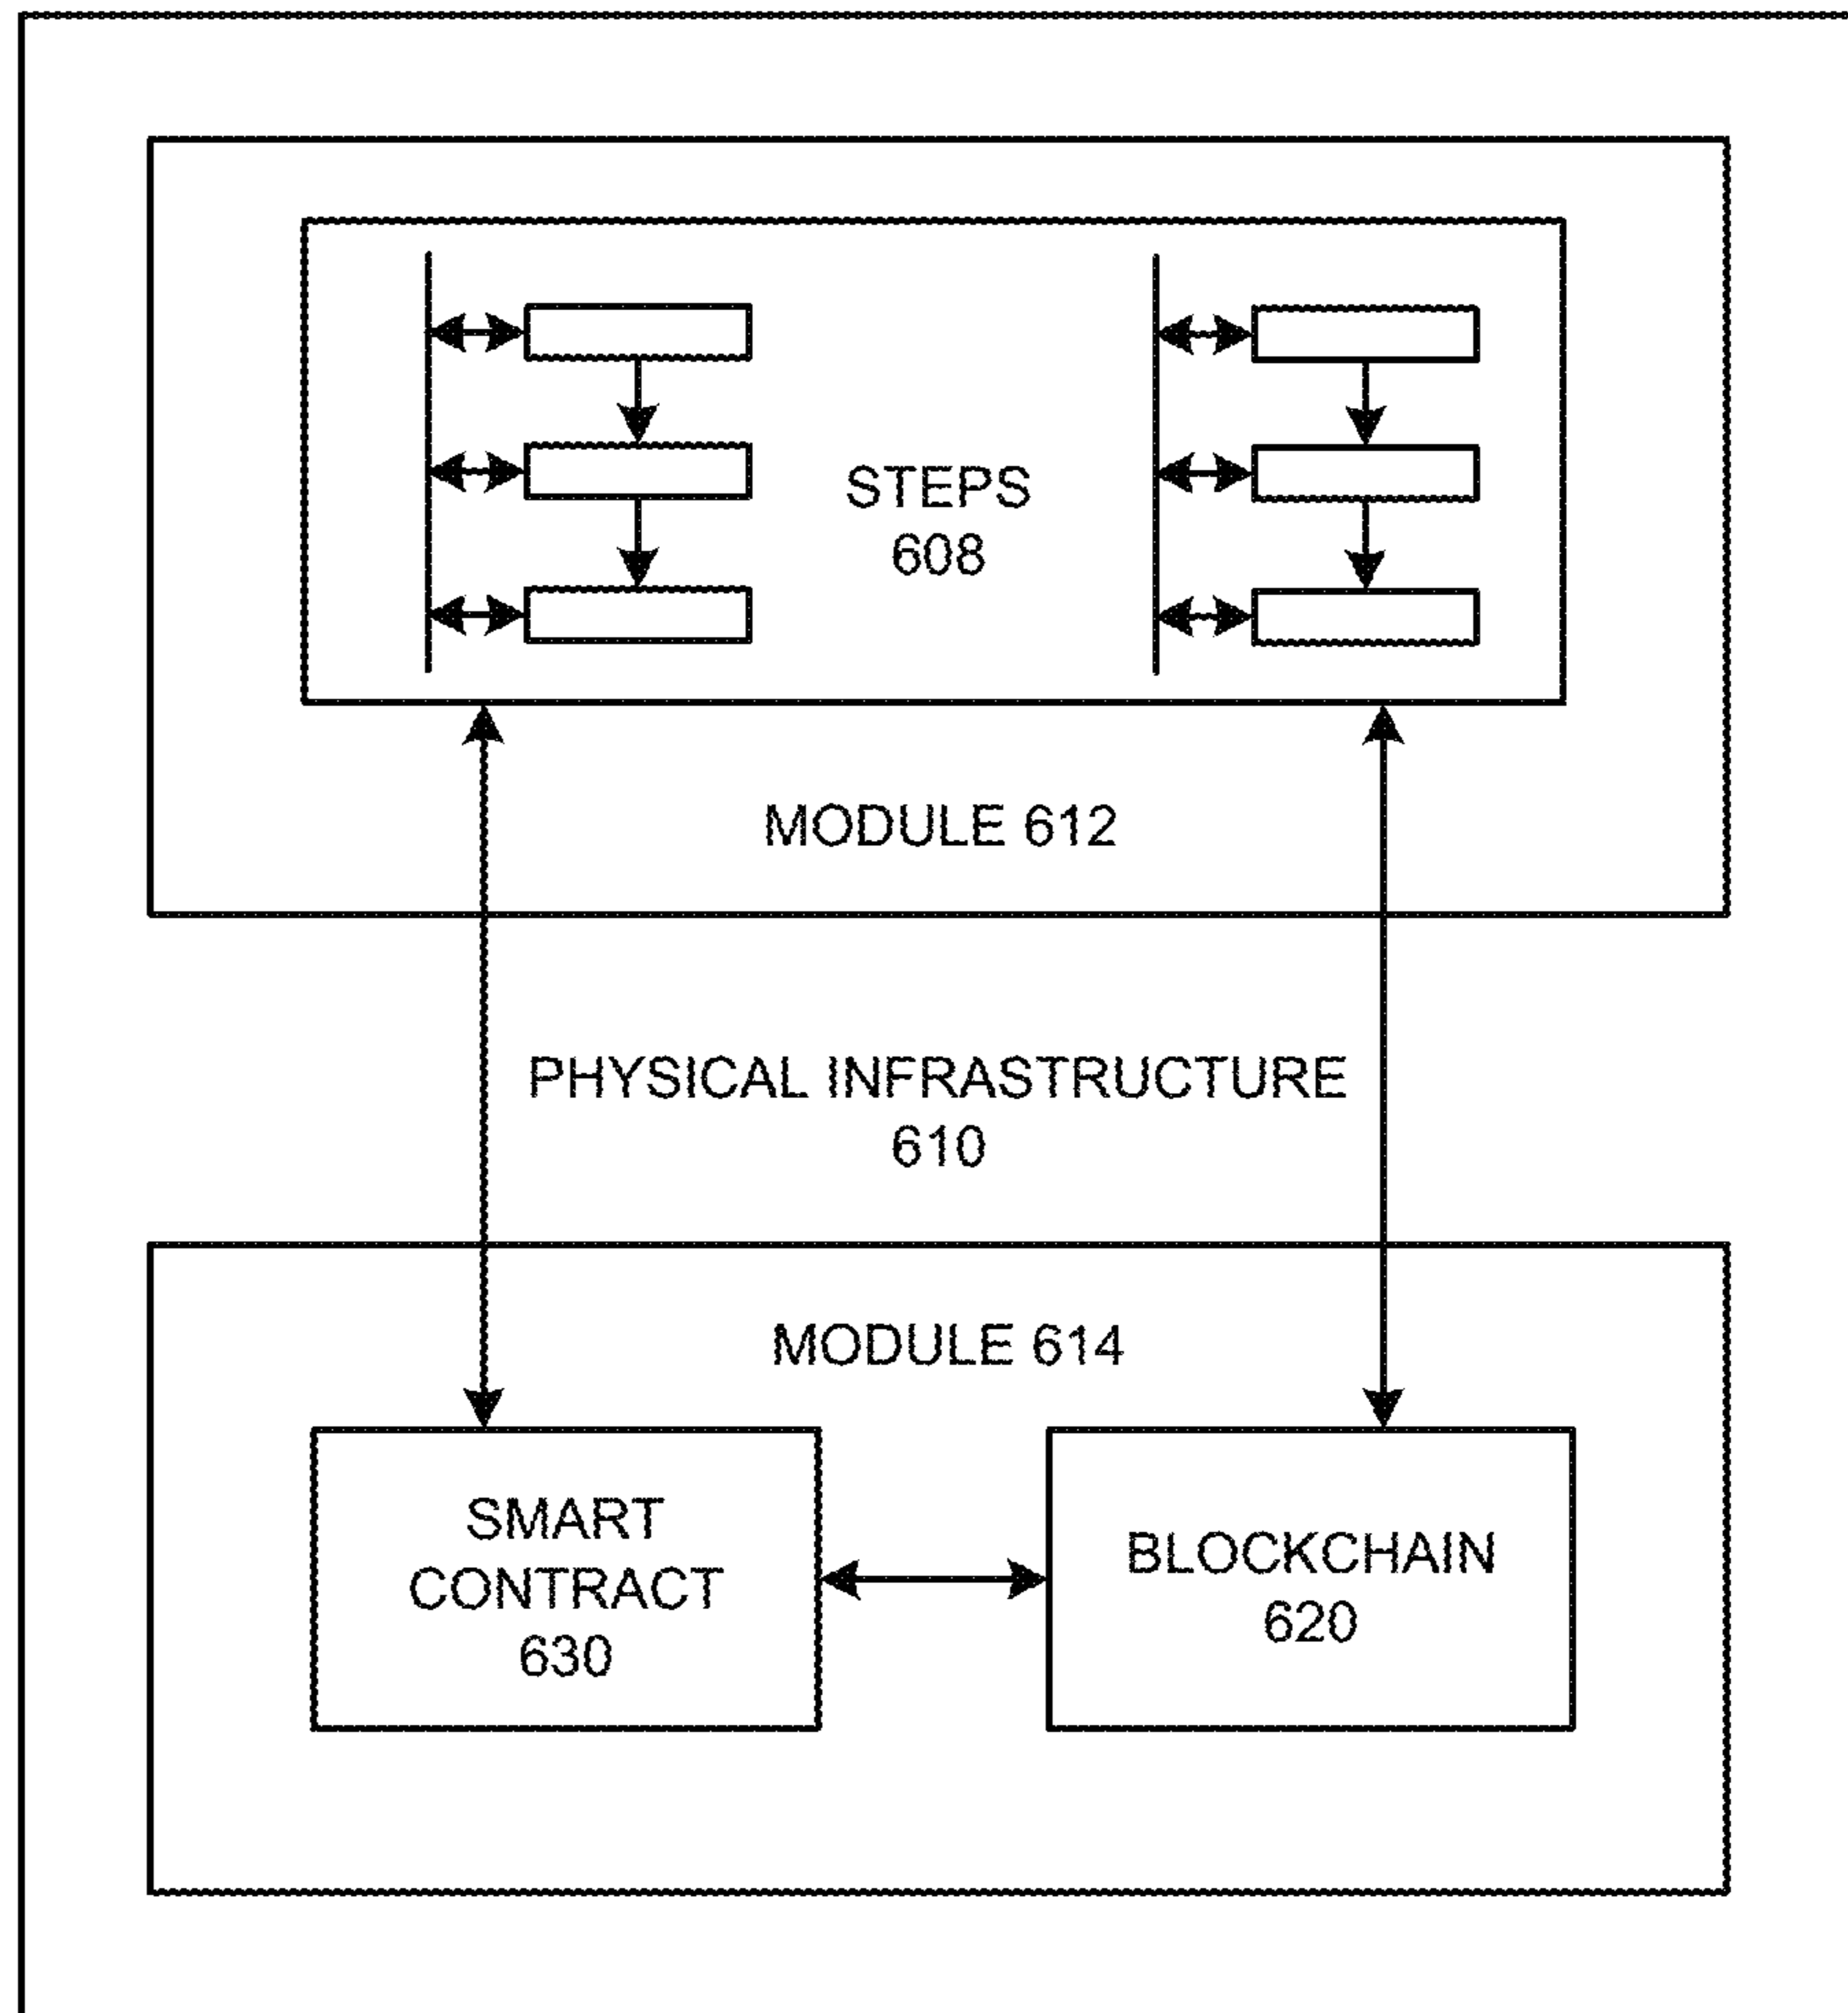 STEPS
608
MODULE 612
PHYSICAL INFRASTRUCTURE
610
MODULE 614
SMART
CONTRACT
630
BLOCKCHAIN
620